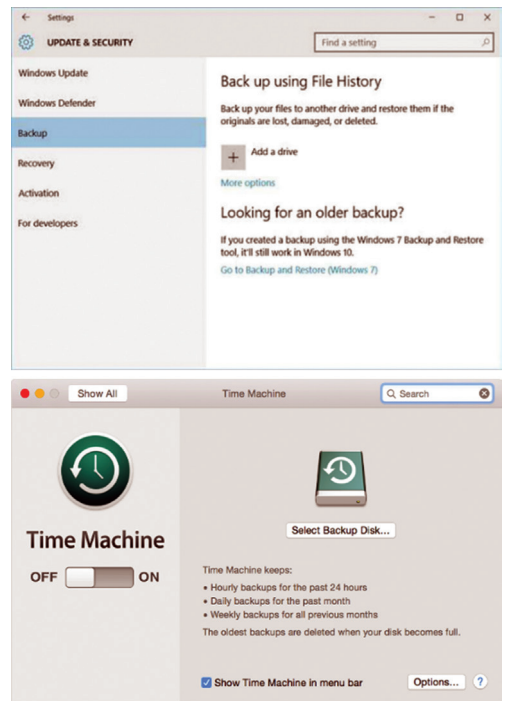 Settings
UPDATE & SECURITY
Find a setting
Windows Update
Windows Defender
Backup
Recovery
Activation
For developers
Back up using File History
Back up your files to another drive and restore them if the
originals are lost, damaged, or deleted.
Add a drive
More options
Looking for an older backup?
If you created a backup using the Windows 7 Backup and Restore
tool, it'll still work in Windows 10.
Go to Backup and Restore (Windows 7)
Show All
Time Machine
Search
Time Machine
OFF ON
Select Backup Disk...
Time Machine keeps:
• Hourly backups for the past 24 hours
• Daily backups for the past month
• Weekly backups for all previous months
The oldest backups are deleted when your disk becomes full.
Show Time Machine in menu bar
Options... ?